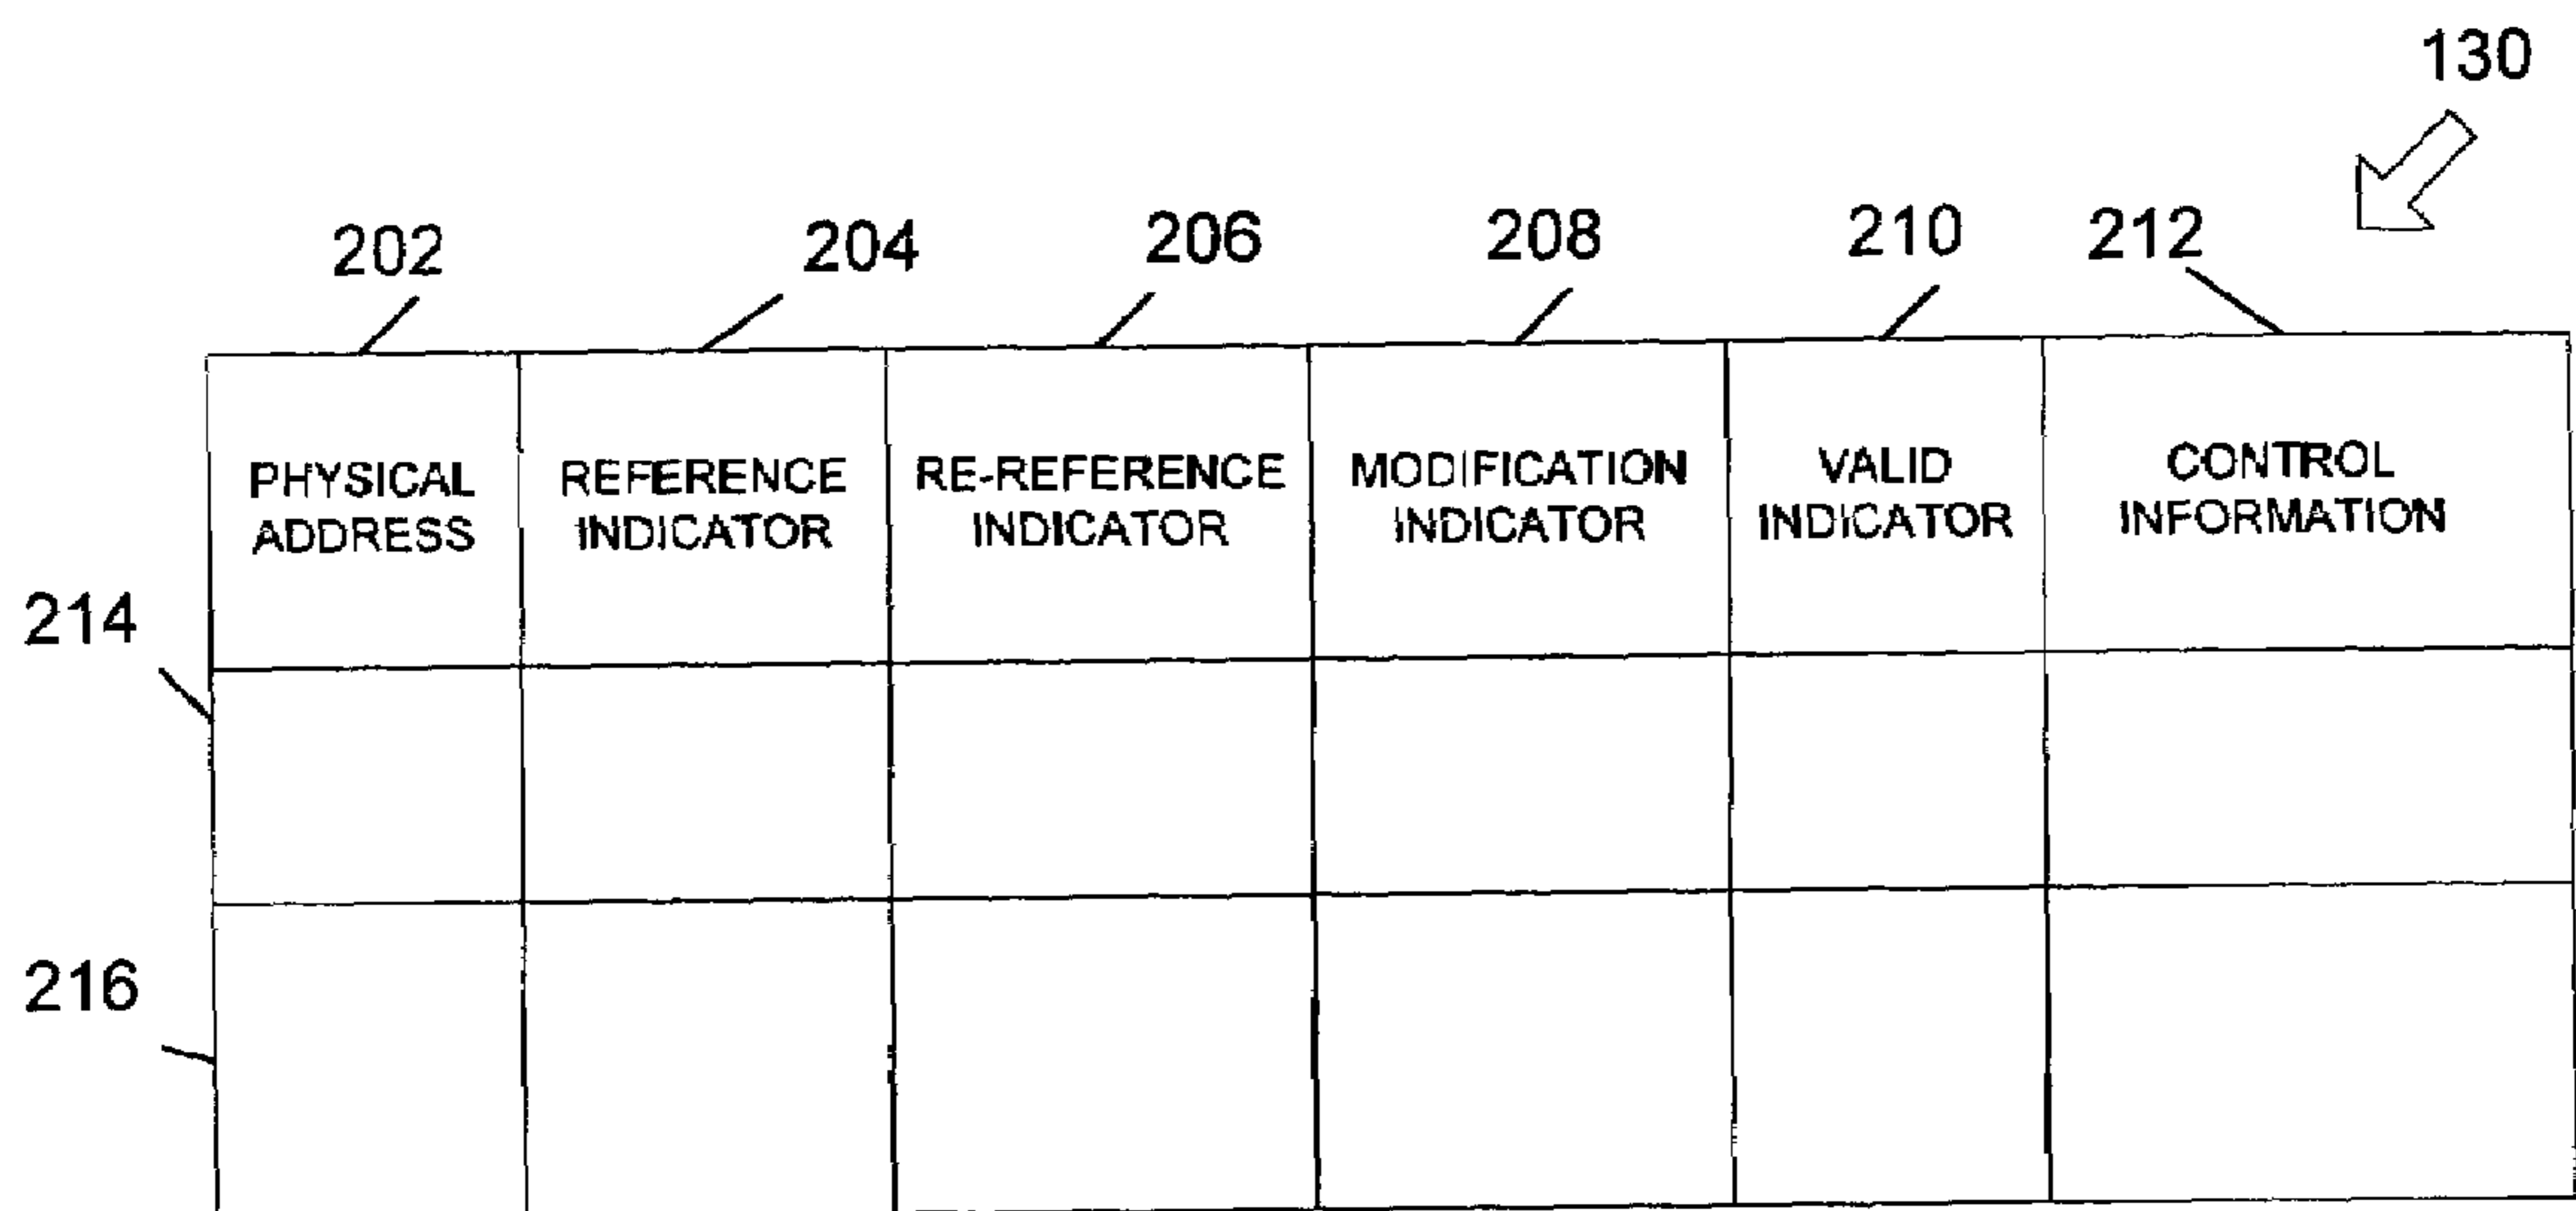 130
202 204 206 208 210 212
PHYSICAL ADDRESS
REFERENCE INDICATOR
RE-REFERENCE INDICATOR
MODIFICATION INDICATOR
VALID INDICATOR
CONTROL INFORMATION
214
216